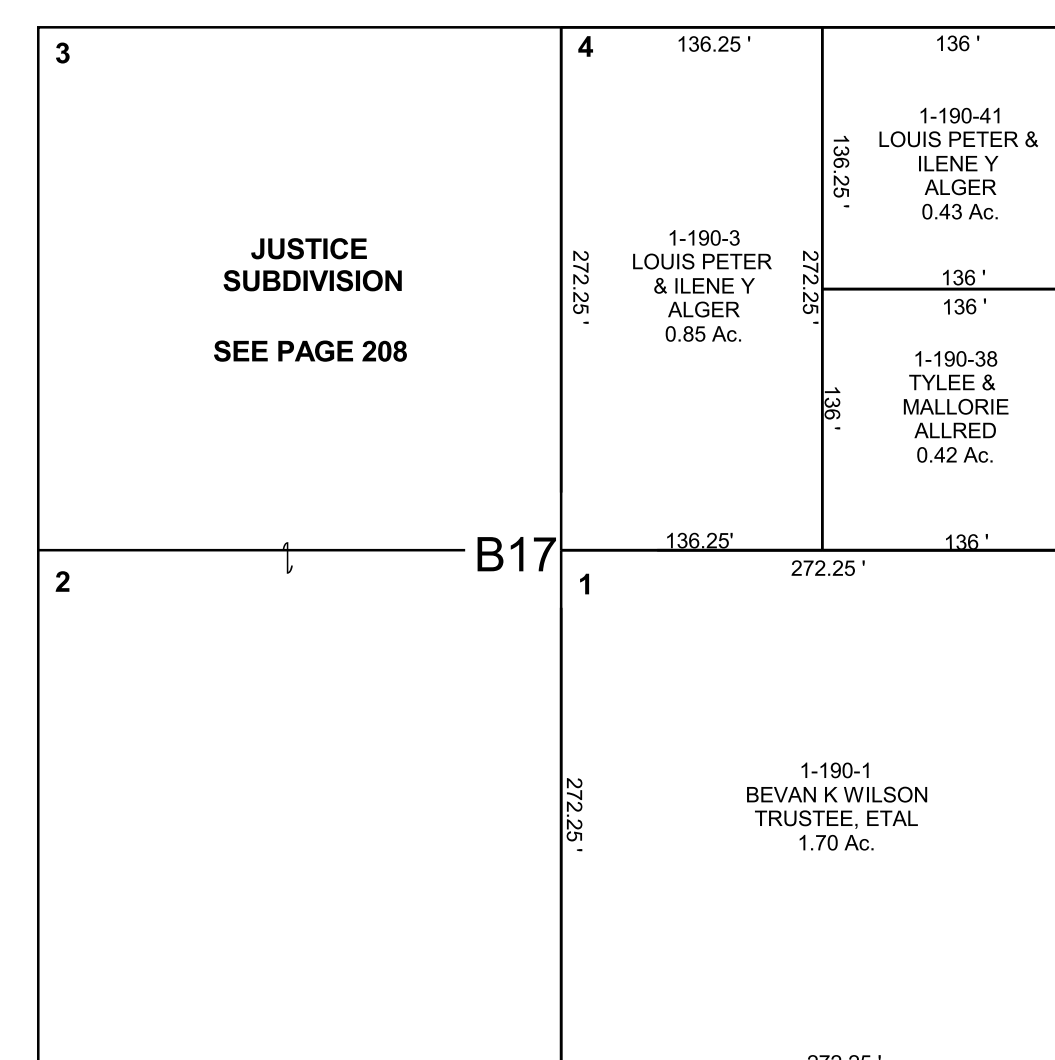 3
JUSTICE
SUBDIVISION
SEE PAGE 208
4
136.25 '
272.25 '
1-190-3
LOUIS PETER
& ILENE Y
ALGER
0.85 Ac.
272.25 '
136.25'
136 '
136.25 '
1-190-41
LOUIS PETER &
ILENE Y
ALGER
0.43 Ac.
136 '
136 '
136 '
1-190-38
TYLEE &
MALLORIE
ALLRED
0.42 Ac.
136 '
B17
2
1
272.25 '
272.25 '
1-190-1
BEVAN K WILSON
TRUSTEE, ETAL
1.70 Ac.
272.25 '